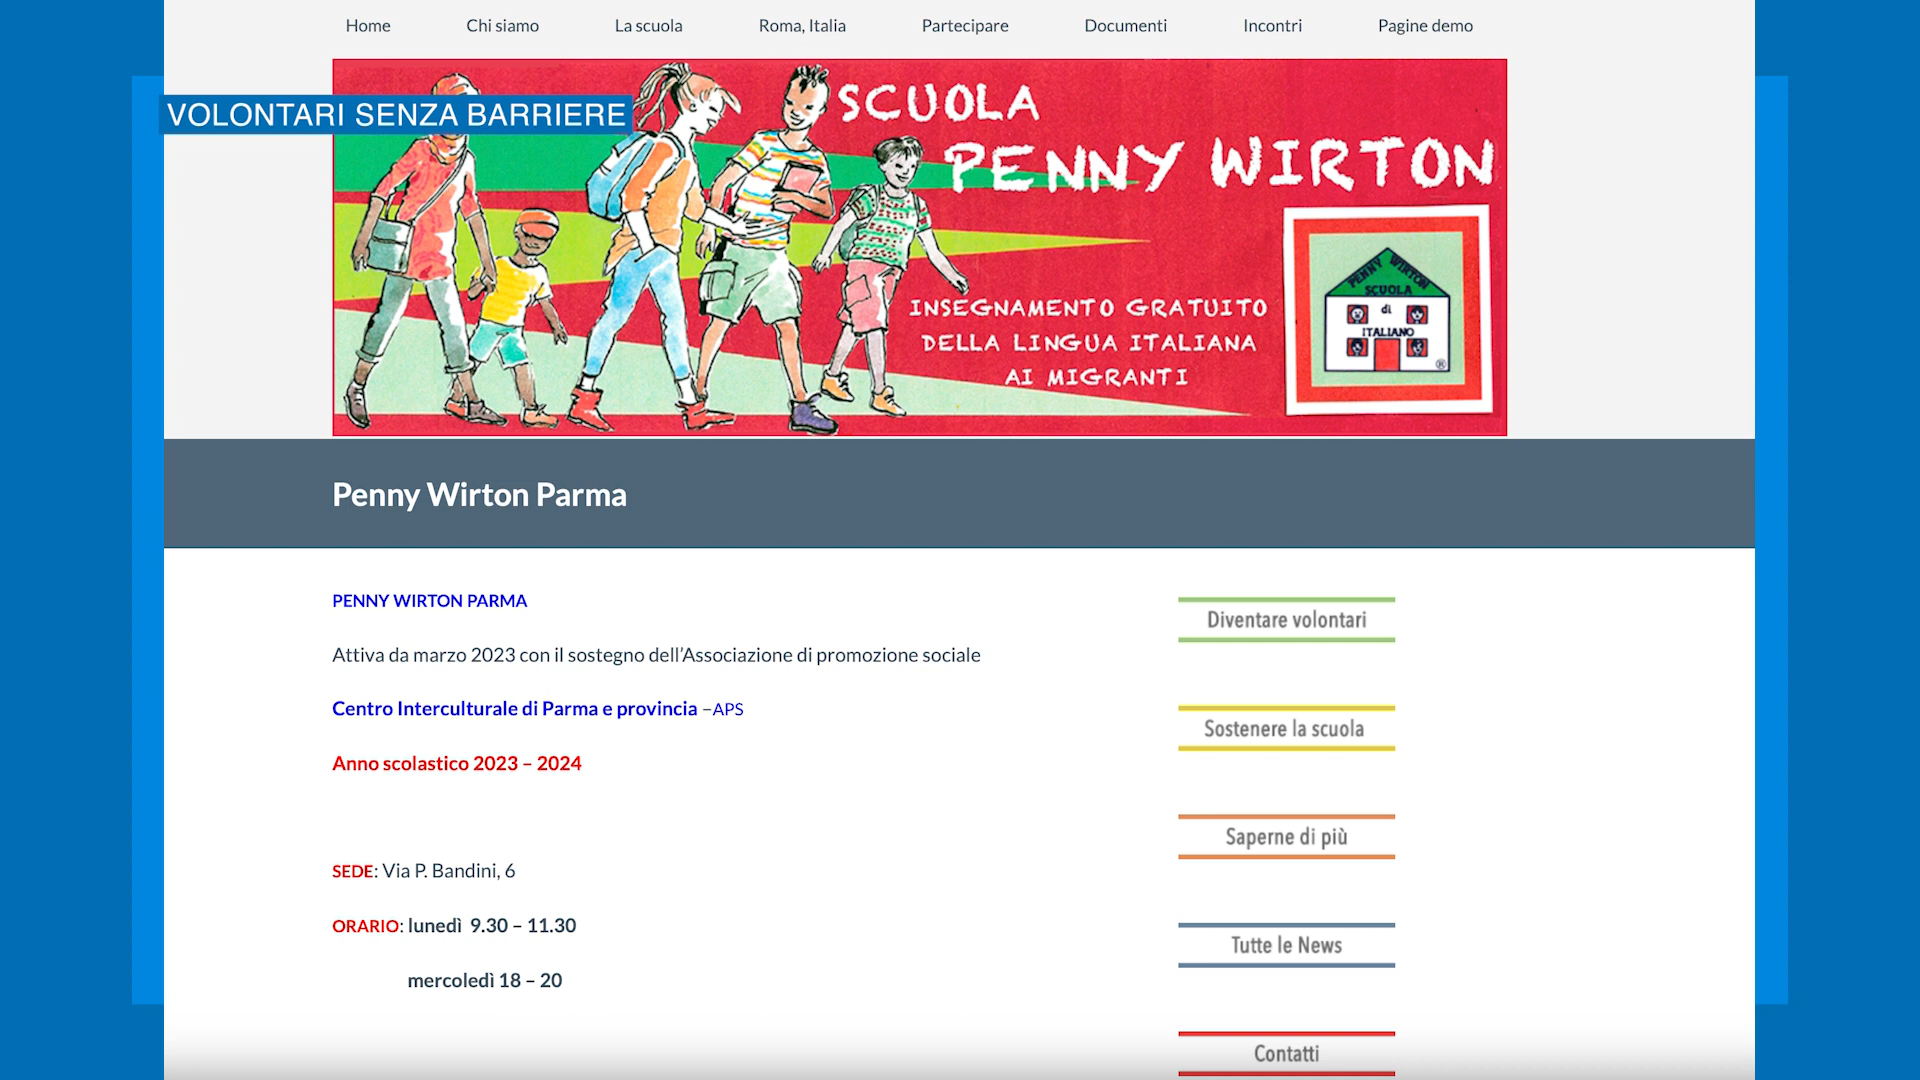 Home Chi siamo La scuola Roma, Italia Partecipare Documenti Incontri Pagine demo
VOLONTARI SENZA BARRIERE
SCUOLA
PENNY WIRTON
INSEGNAMENTO GRATUITO
DELLA LINGUA ITALIANA
AI MIGRANTI
PENNY WIRTON
SCUOLA
di
ITALIANO
®
Penny Wirton Parma
PENNY WIRTON PARMA
Attiva da marzo 2023 con il sostegno dell’Associazione di promozione sociale
Centro Interculturale di Parma e provincia –APS
Anno scolastico 2023 – 2024
SEDE: Via P. Bandini, 6
ORARIO: lunedì 9.30 – 11.30
mercoledì 18 – 20
Diventare volontari
Sostenere la scuola
Saperne di più
Tutte le News
Contatti